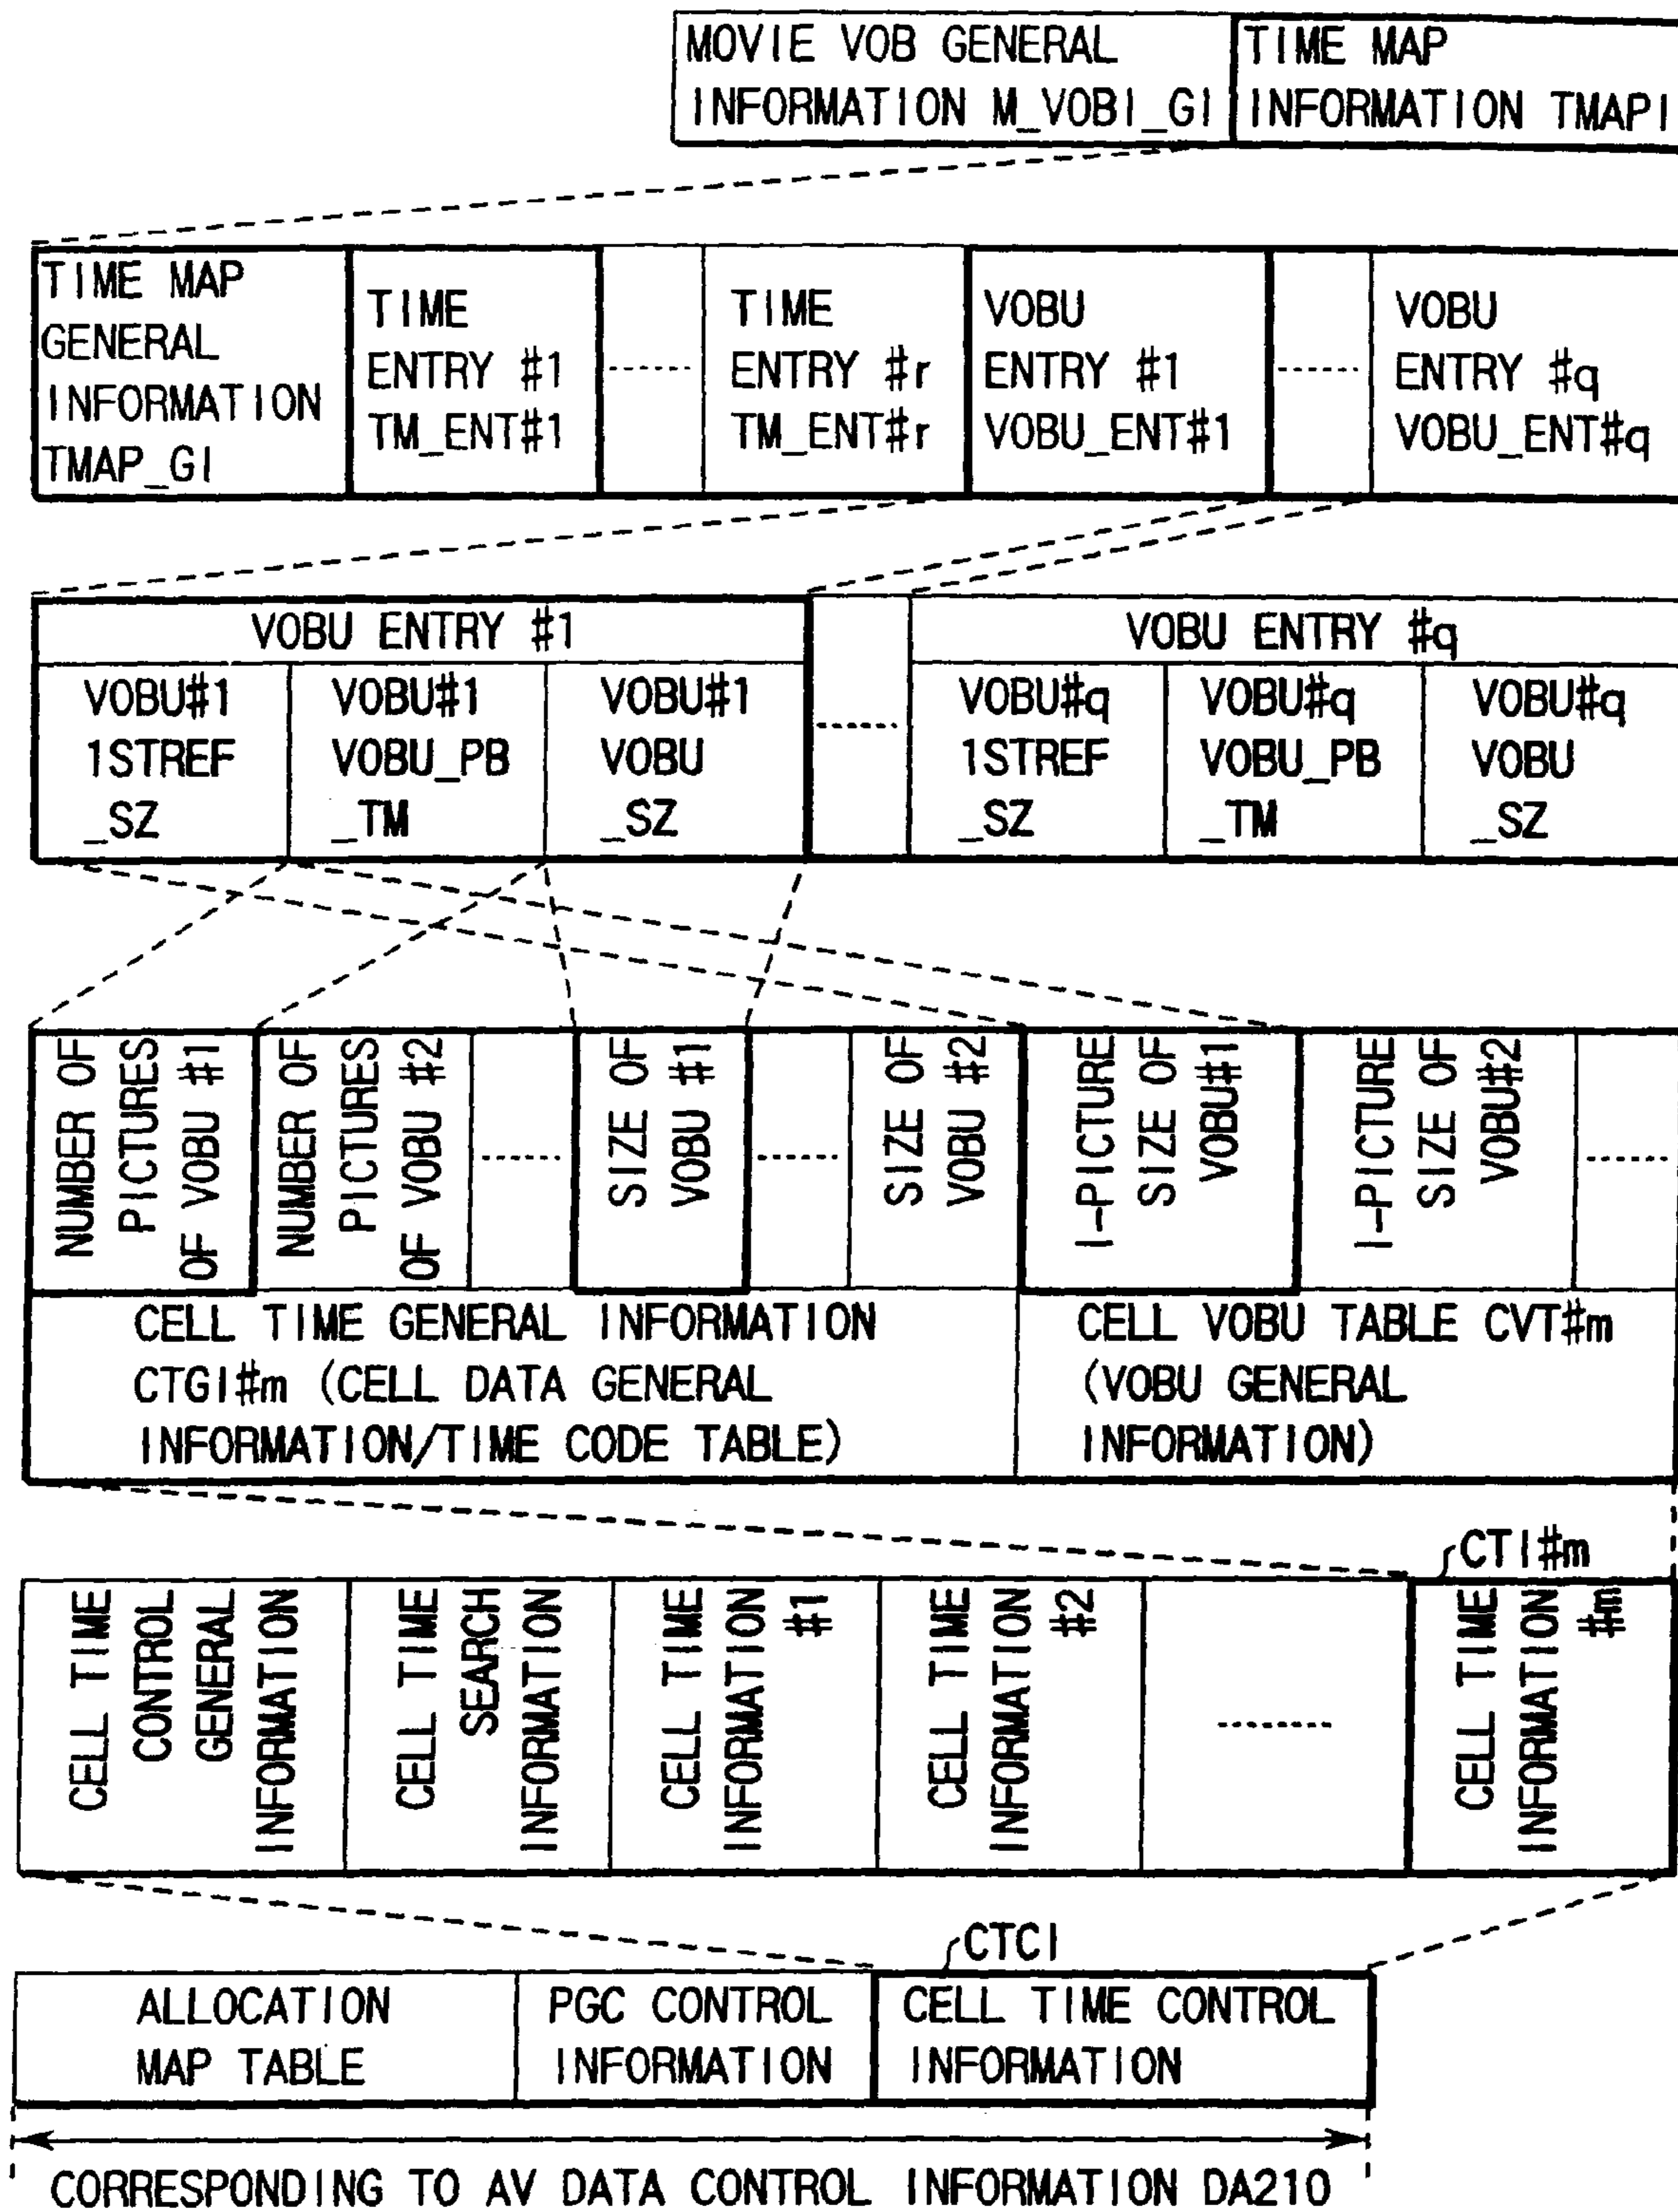 MOVIE VOB GENERAL
INFORMATION M_VOBI_GI
TIME MAP
INFORMATION TMAPI
TIME MAP
GENERAL
INFORMATION
TMAP_GI
TIME
ENTRY #1
TM_ENT#1
TIME
ENTRY #r
TM_ENT#r
VOBU
ENTRY #1
VOBU_ENT#1
VOBU
ENTRY #q
VOBU_ENT#q
VOBU ENTRY #1
VOBU ENTRY #q
VOBU#1
1STREF
_SZ
VOBU#1
VOBU_PB
_TM
VOBU#1
VOBU
_SZ
VOBU#q
1STREF
_SZ
VOBU#q
VOBU_PB
_TM
VOBU#q
VOBU
_SZ
NUMBER OF
PICTURES
OF VOBU #1
NUMBER OF
PICTURES
OF VOBU #2
SIZE OF
VOBU #1
SIZE OF
VOBU #2
I-PICTURE
SIZE OF
VOBU#1
I-PICTURE
SIZE OF
VOBU#2
CELL TIME GENERAL INFORMATION
CTGI#m (CELL DATA GENERAL
INFORMATION/TIME CODE TABLE)
CELL VOBU TABLE CVT#m
(VOBU GENERAL
INFORMATION)
CTI#m
CELL TIME
CONTROL
GENERAL
INFORMATION
CELL TIME
SEARCH
INFORMATION
CELL TIME
INFORMATION
#1
CELL TIME
INFORMATION
#2
CELL TIME
INFORMATION
#m
CTCI
ALLOCATION
MAP TABLE
PGC CONTROL
INFORMATION
CELL TIME CONTROL
INFORMATION
CORRESPONDING TO AV DATA CONTROL INFORMATION DA210